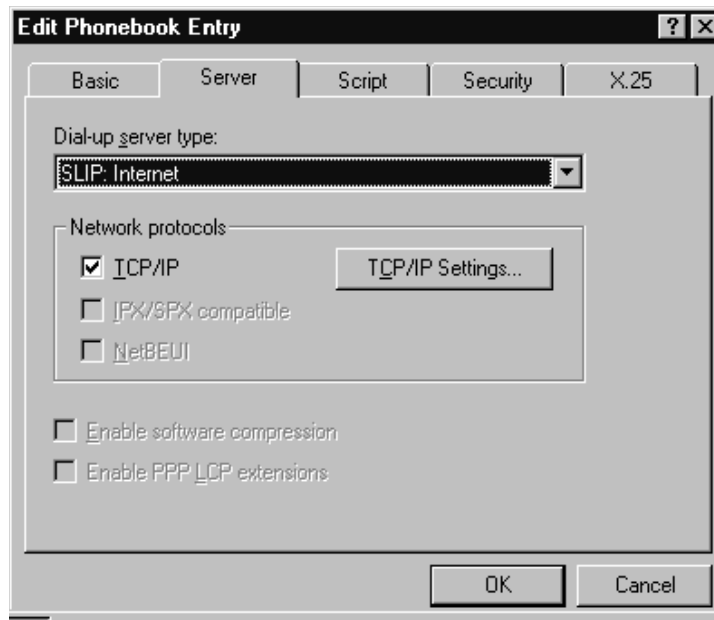 Edit Phonebook Entry
Basic Server Script Security X.25
Dial-up server type:
SLIP: Internet
Network protocols
TCP/IP TCP/IP Settings...
IPX/SPX compatible
NetBEUI
Enable software compression
Enable PPP LCP extensions
OK Cancel